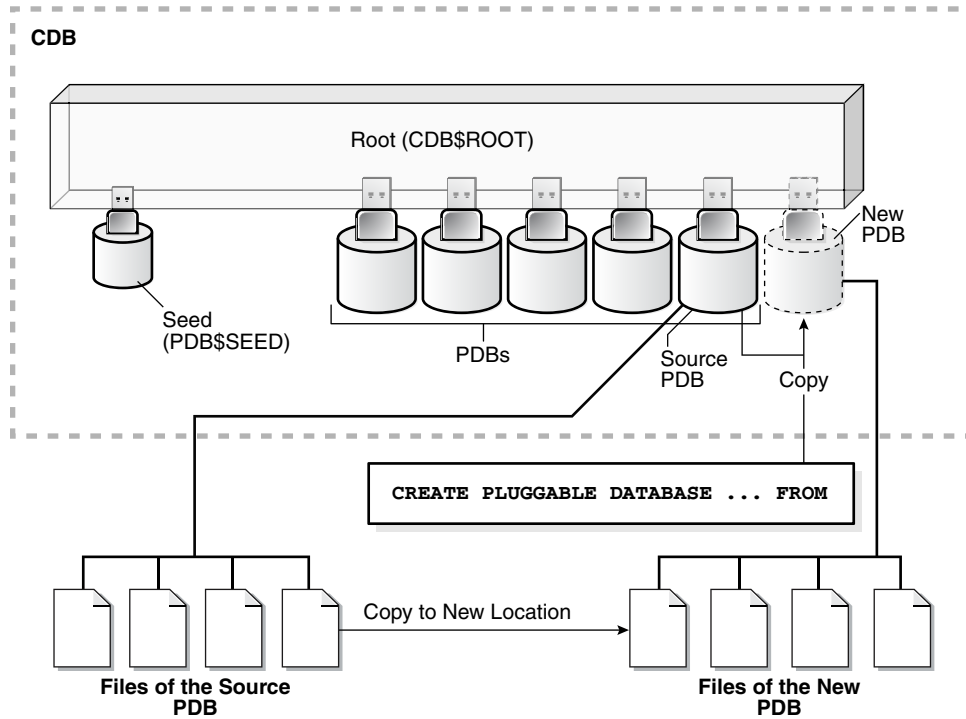 CDB
Root (CDB$ROOT)
New
PDB
Seed
(PDB$SEED)
PDBs
Source
PDB
Copy
CREATE PLUGGABLE DATABASE ... FROM
Copy to New Location
Files of the Source
PDB
Files of the New
PDB